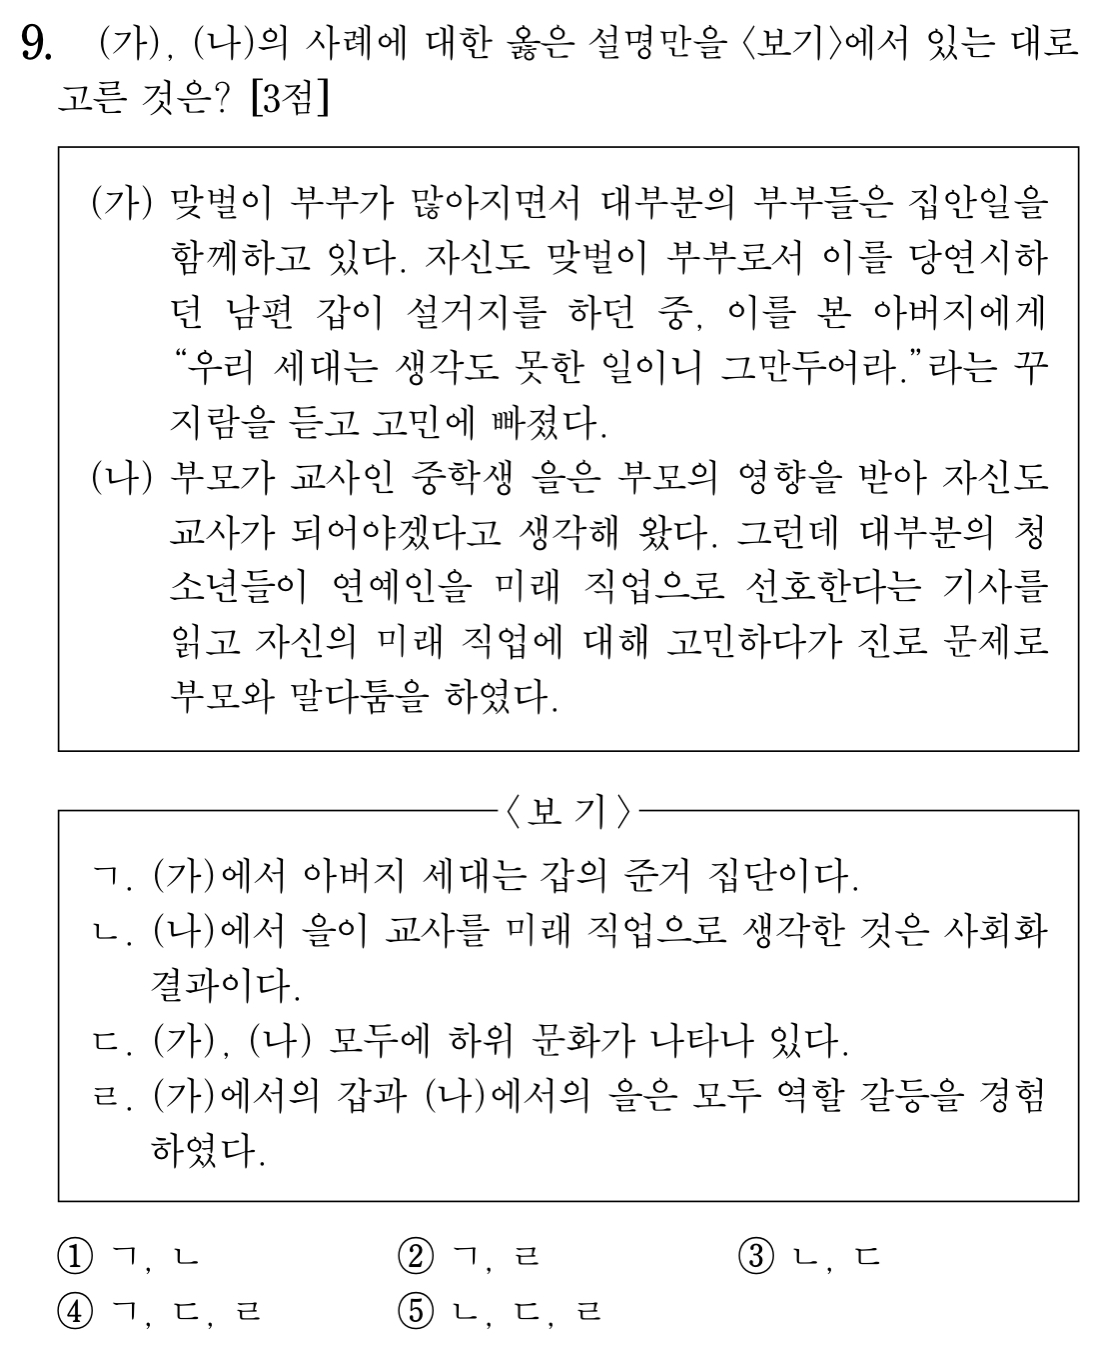 9. (가), (나)의 사례에 대한 옳은 설명만을 〈보기〉에서 있는 대로
고른 것은? [3점]
(가) 맞벌이 부부가 많아지면서 대부분의 부부들은 집안일을
함께하고 있다. 자신도 맞벌이 부부로서 이를 당연시하
던 남편 갑이 설거지를 하던 중, 이를 본 아버지에게
“우리 세대는 생각도 못한 일이니 그만두어라.”라는 꾸
지람을 듣고 고민에 빠졌다.
(나) 부모가 교사인 중학생 을은 부모의 영향을 받아 자신도
교사가 되어야겠다고 생각해 왔다. 그런데 대부분의 청
소년들이 연예인을 미래 직업으로 선호한다는 기사를
읽고 자신의 미래 직업에 대해 고민하다가 진로 문제로
부모와 말다툼을 하였다.
〈보 기〉
ㄱ. (가)에서 아버지 세대는 갑의 준거 집단이다.
ㄴ. (나)에서 을이 교사를 미래 직업으로 생각한 것은 사회화
결과이다.
ㄷ. (가), (나) 모두에 하위 문화가 나타나 있다.
ㄹ. (가)에서의 갑과 (나)에서의 을은 모두 역할 갈등을 경험
하였다.
① ㄱ, ㄴ ② ㄱ, ㄹ ③ ㄴ, ㄷ
④ ㄱ, ㄷ, ㄹ ⑤ ㄴ, ㄷ, ㄹ